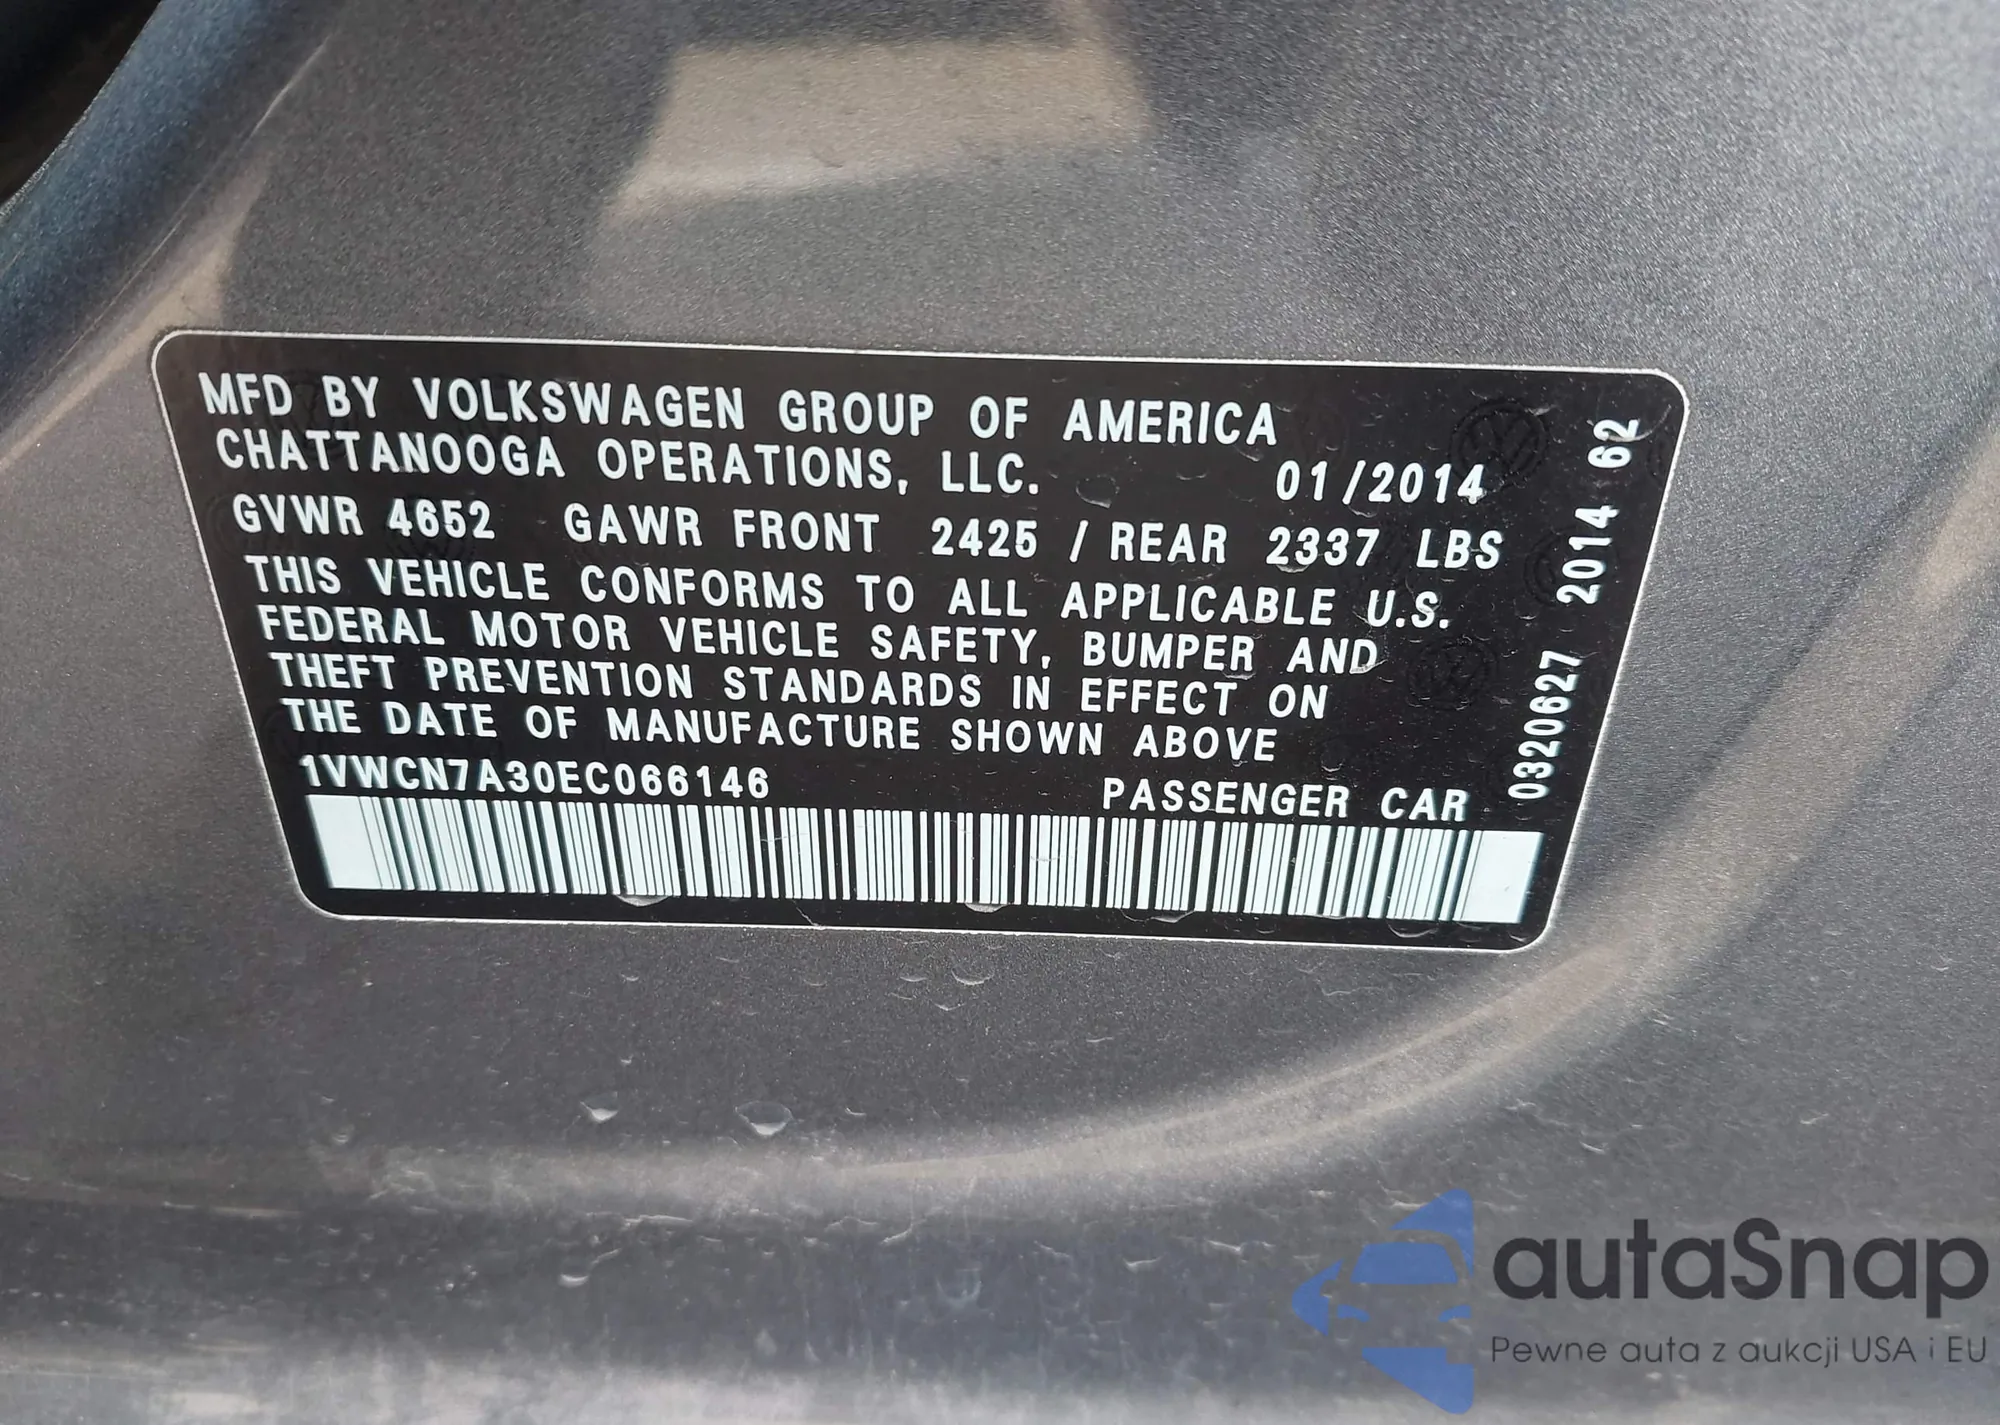 MFD BY VOLKSWAGEN GROUP OF AMERICA
CHATTANOOGA OPERATIONS, LLC. 01/2014
GVWR 4652 GAWR FRONT 2425 / REAR 2337 LBS
THIS VEHICLE CONFORMS TO ALL APPLICABLE U.S.
FEDERAL MOTOR VEHICLE SAFETY, BUMPER AND
THEFT PREVENTION STANDARDS IN EFFECT ON
THE DATE OF MANUFACTURE SHOWN ABOVE
1VWCN7A30EC066146 PASSENGER CAR
0320627 2014 62
autaSnap
Pewne auta z aukcji USA i EU